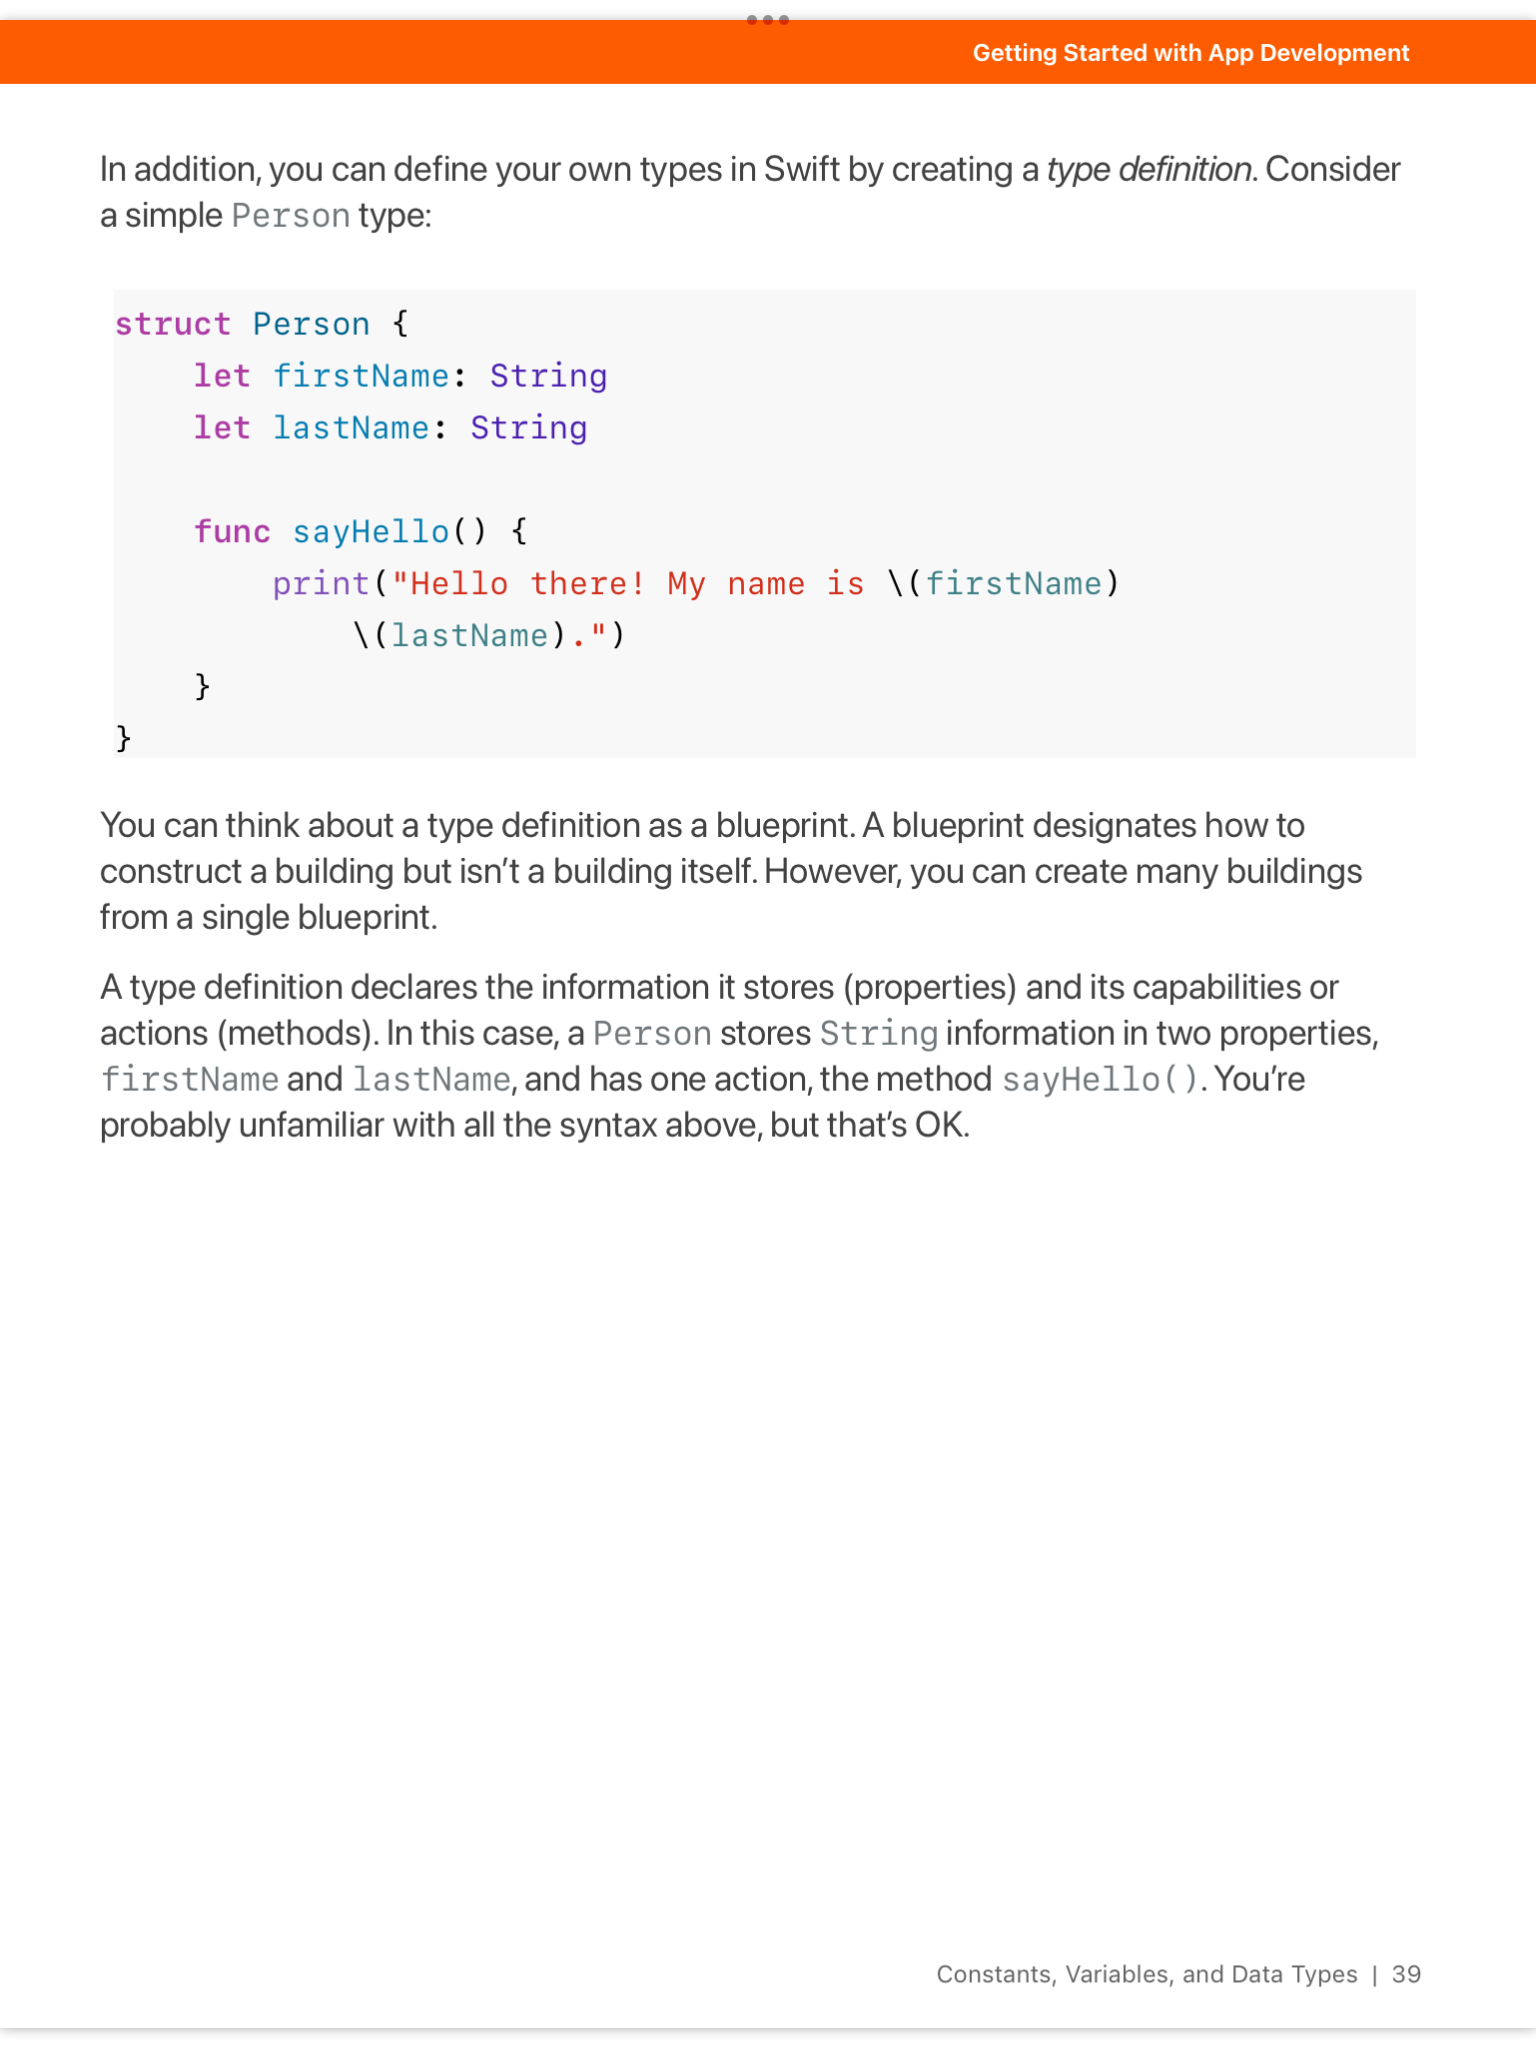 Getting Started with App Development
In addition, you can define your own types in Swift by creating a type definition. Consider
a simple Person type:
struct Person {
    let firstName: String
    let lastName: String
    func sayHello() {
        print("Hello there! My name is \(firstName)
            \(lastName).")
    }
}
You can think about a type definition as a blueprint. A blueprint designates how to
construct a building but isn’t a building itself. However, you can create many buildings
from a single blueprint.
A type definition declares the information it stores (properties) and its capabilities or
actions (methods). In this case, a Person stores String information in two properties,
firstName and lastName, and has one action, the method sayHello(). You’re
probably unfamiliar with all the syntax above, but that’s OK.
Constants, Variables, and Data Types | 39